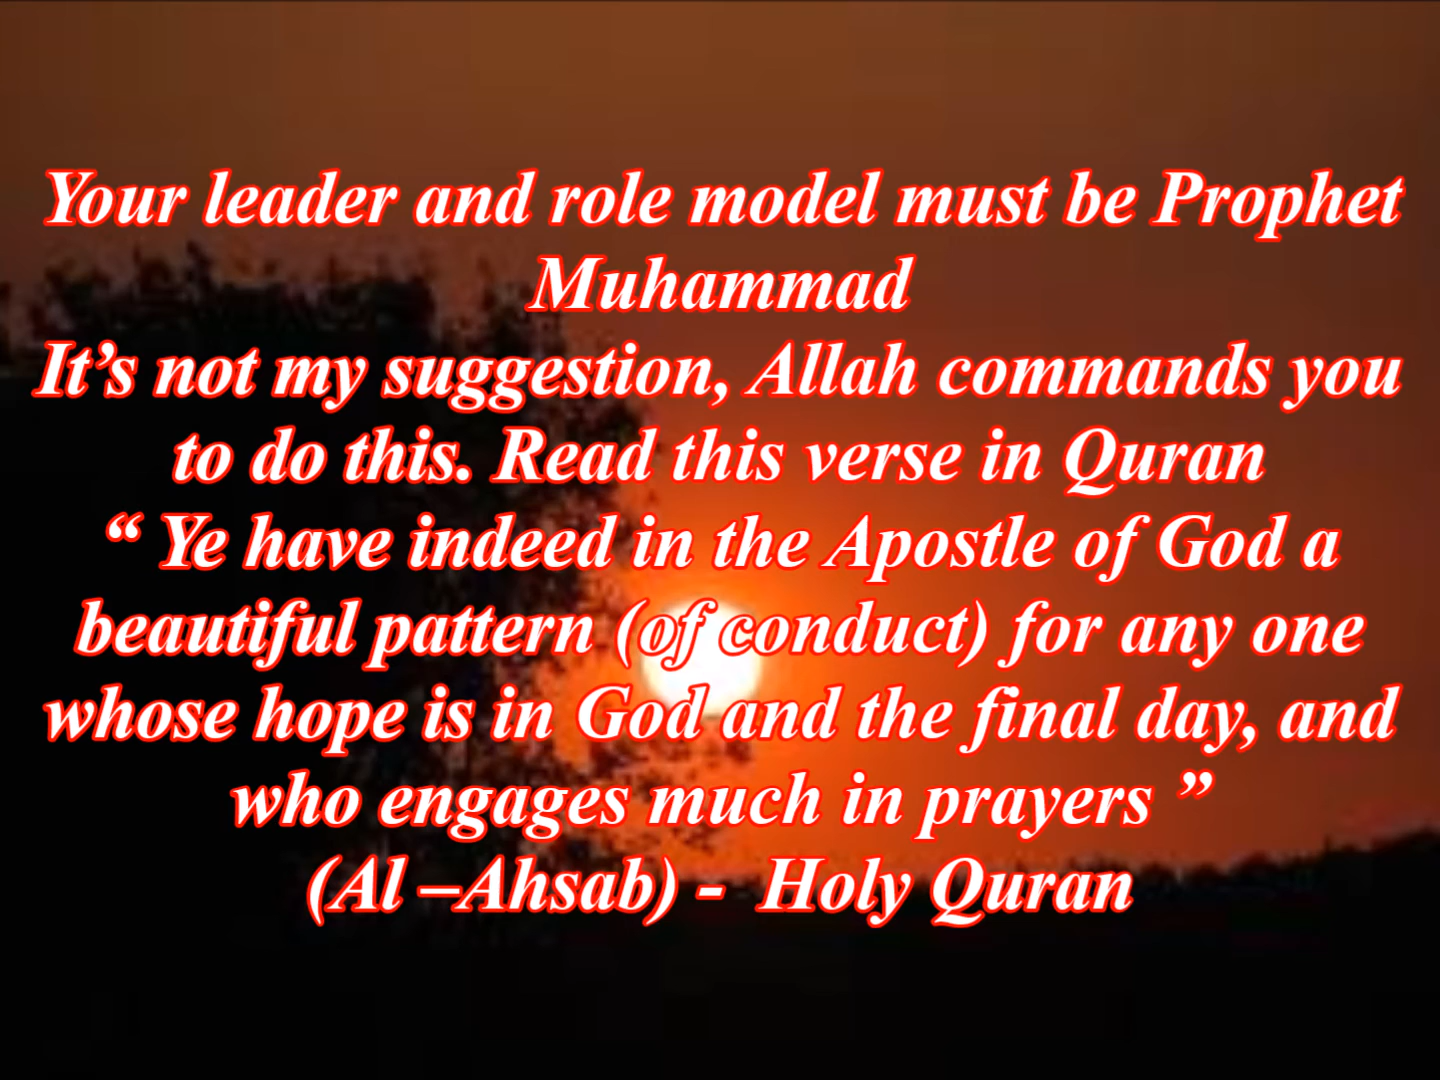 Your leader and role model must be Prophet
Muhammad
It’s not my suggestion, Allah commands you
to do this. Read this verse in Quran
“ Ye have indeed in the Apostle of God a
beautiful pattern (of conduct) for any one
whose hope is in God and the final day, and
who engages much in prayers ”
(Al –Ahsab) -  Holy Quran